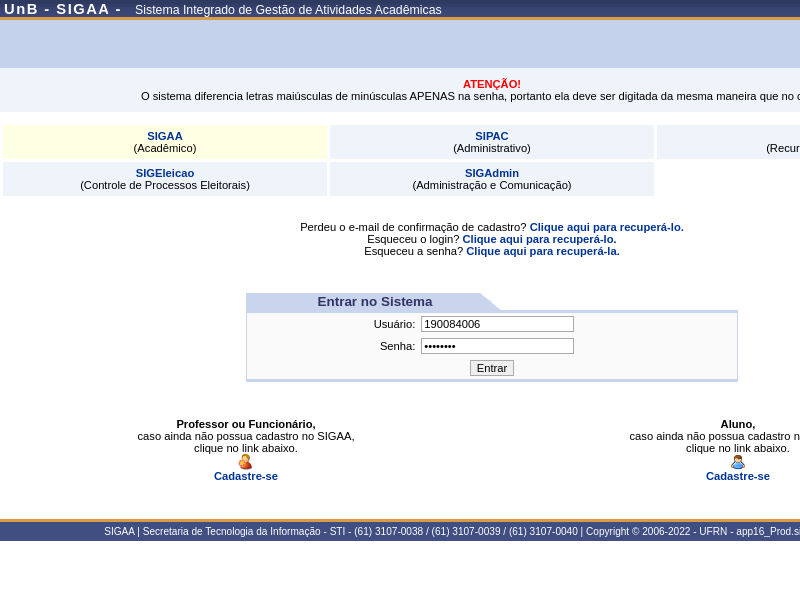 UnB - SIGAA - Sistema Integrado de Gestão de Atividades Acadêmicas
ATENÇÃO!
O sistema diferencia letras maiúsculas de minúsculas APENAS na senha, portanto ela deve ser digitada da mesma maneira que no
SIGAA SIPAC
(Acadêmico) (Administrativo) (Recur
SIGEleicao SIGAdmin
(Controle de Processos Eleitorais) (Administração e Comunicação)
Perdeu o e-mail de confirmação de cadastro? Clique aqui para recuperá-lo.
Esqueceu o login? Clique aqui para recuperá-lo.
Esqueceu a senha? Clique aqui para recuperá-la.
Entrar no Sistema
Usuário: 190084006
Senha: ••••••••
Entrar
Professor ou Funcionário,
caso ainda não possua cadastro no SIGAA,
clique no link abaixo.
Cadastre-se
Aluno,
caso ainda não possua cadastro n
clique no link abaixo.
Cadastre-se
SIGAA | Secretaria de Tecnologia da Informação - STI - (61) 3107-0038 / (61) 3107-0039 / (61) 3107-0040 | Copyright © 2006-2022 - UFRN - app16_Prod.si